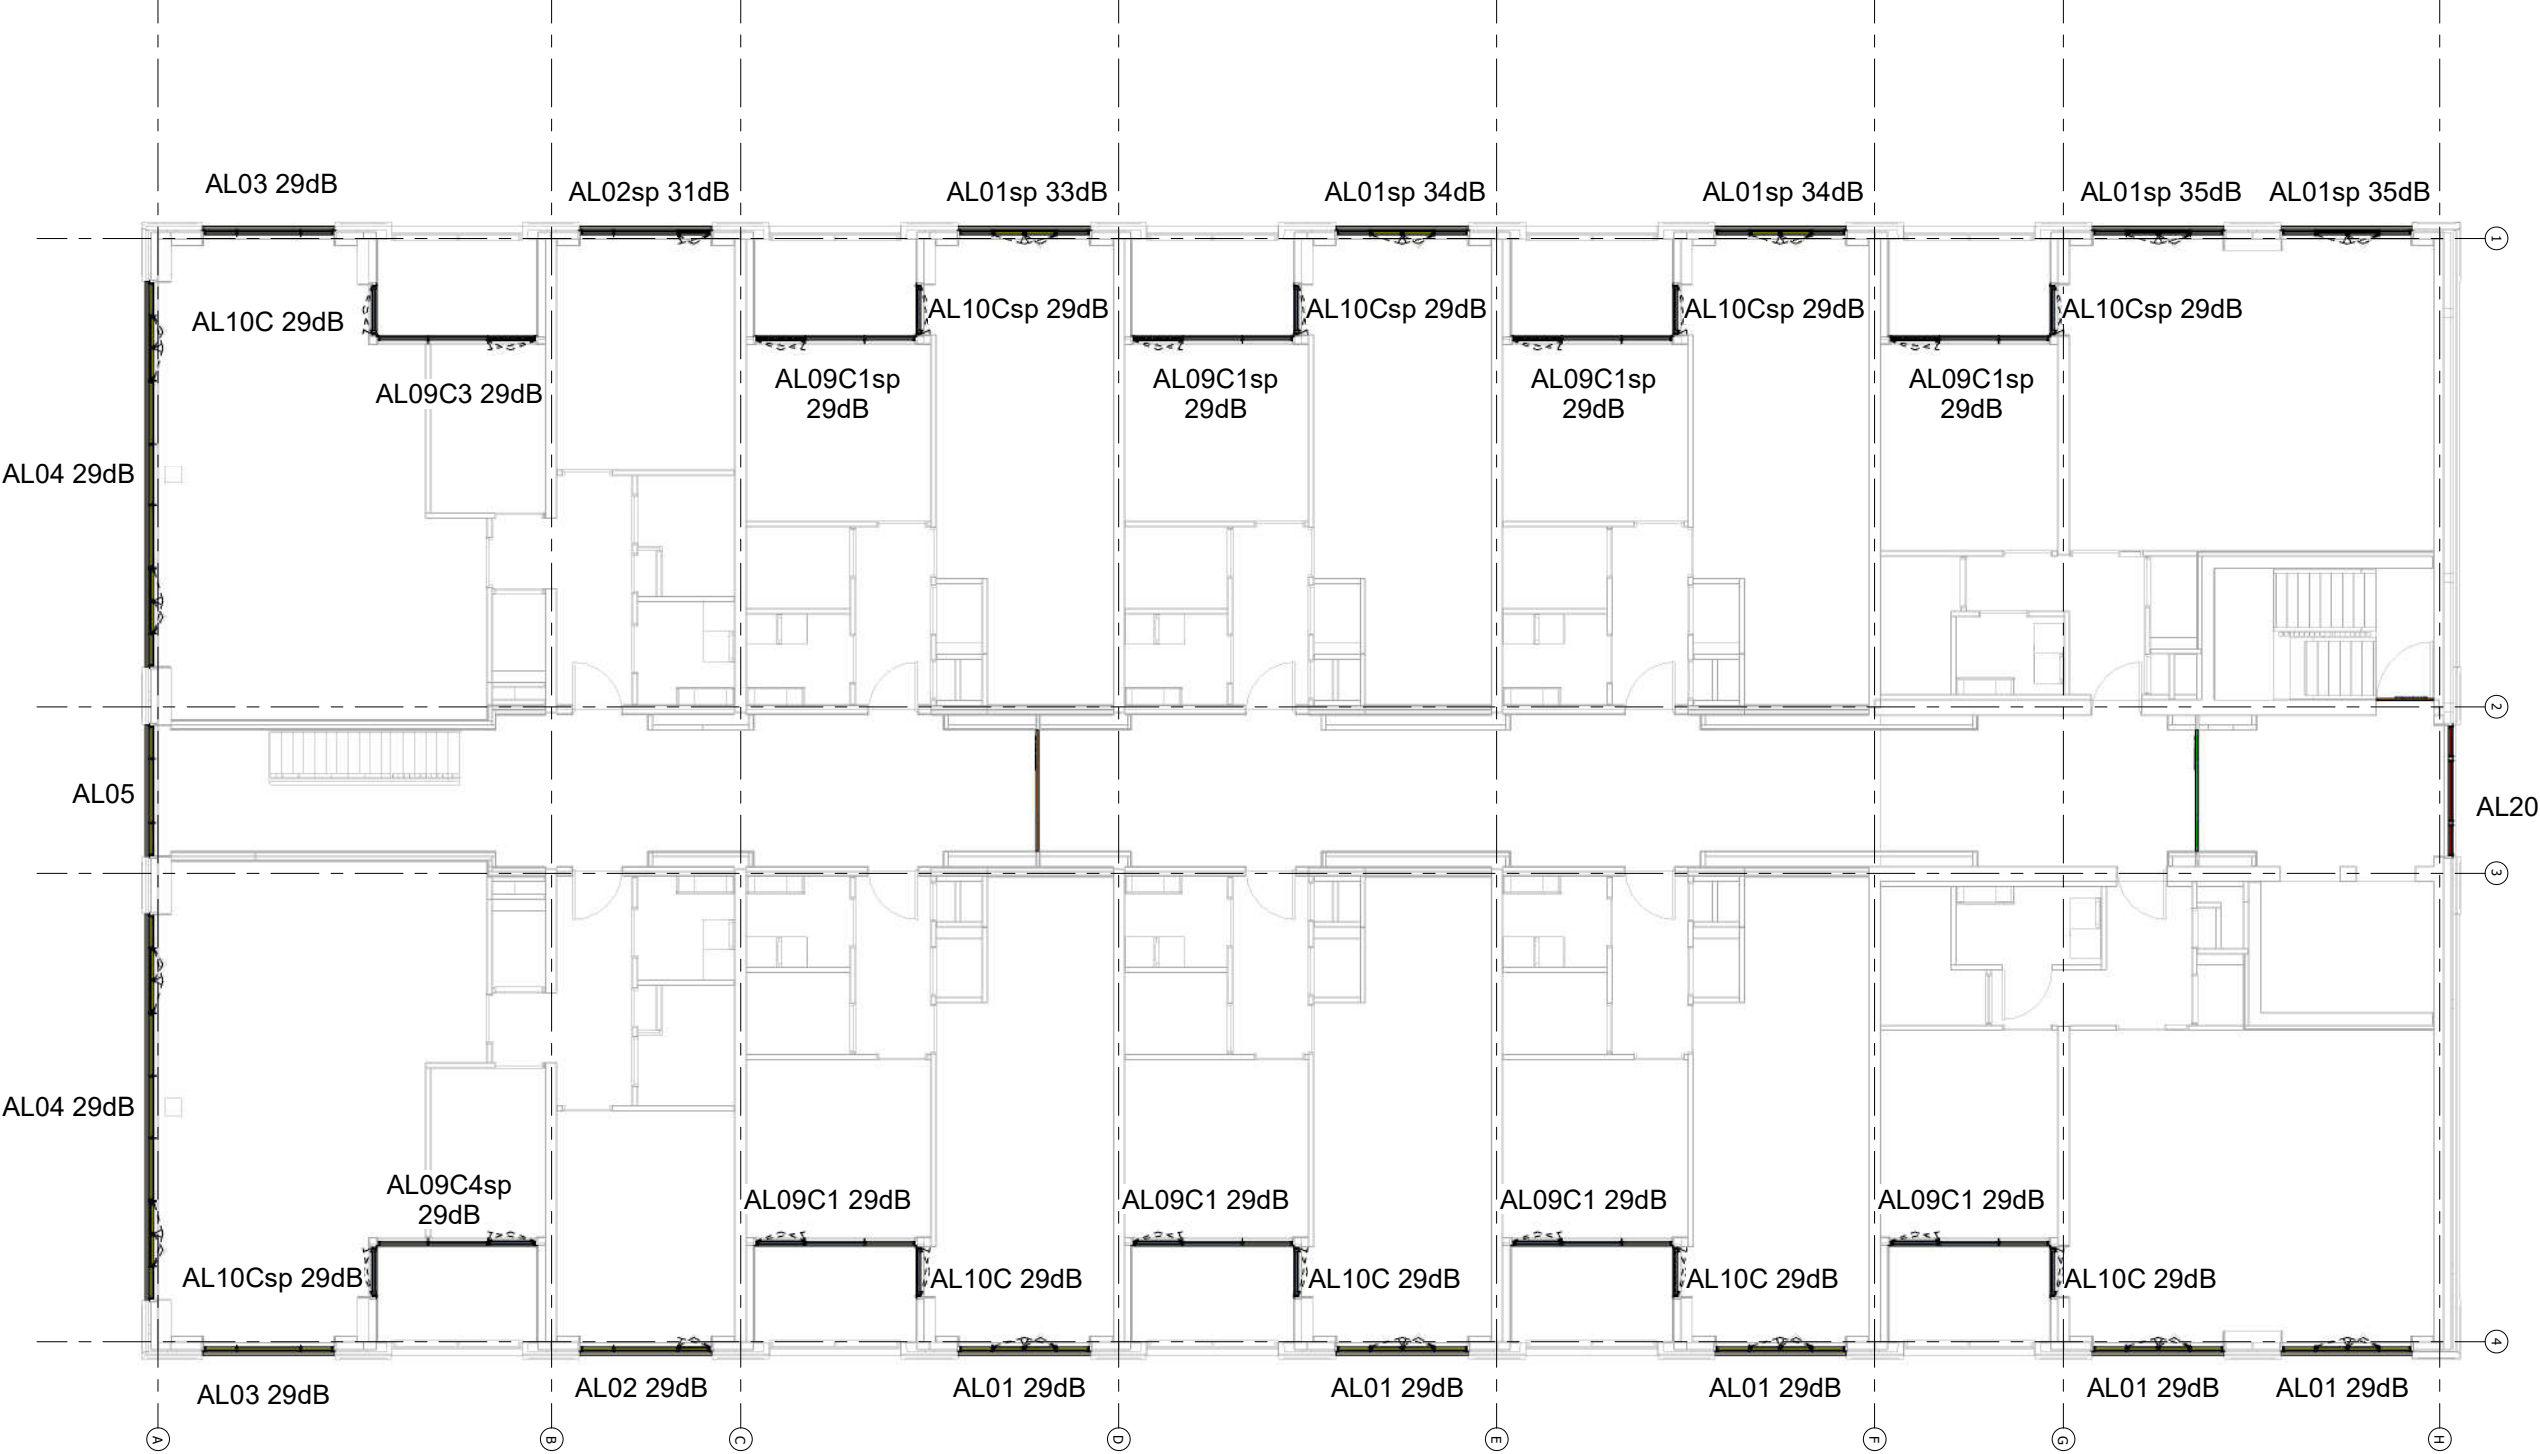 AL03 29dB
AL02sp 31dB
AL01sp 33dB
AL01sp 34dB
AL01sp 34dB
AL01sp 35dB
AL01sp 35dB
1
AL10C 29dB
AL10Csp 29dB
AL10Csp 29dB
AL10Csp 29dB
AL10Csp 29dB
AL09C3 29dB
AL09C1sp
29dB
AL09C1sp
29dB
AL09C1sp
29dB
AL09C1sp
29dB
AL04 29dB
2
AL05
AL20
3
AL04 29dB
AL09C4sp
29dB
AL09C1 29dB
AL09C1 29dB
AL09C1 29dB
AL09C1 29dB
AL10Csp 29dB
AL10C 29dB
AL10C 29dB
AL10C 29dB
AL10C 29dB
4
AL03 29dB
AL02 29dB
AL01 29dB
AL01 29dB
AL01 29dB
AL01 29dB
AL01 29dB
A
B
C
D
E
F
G
H